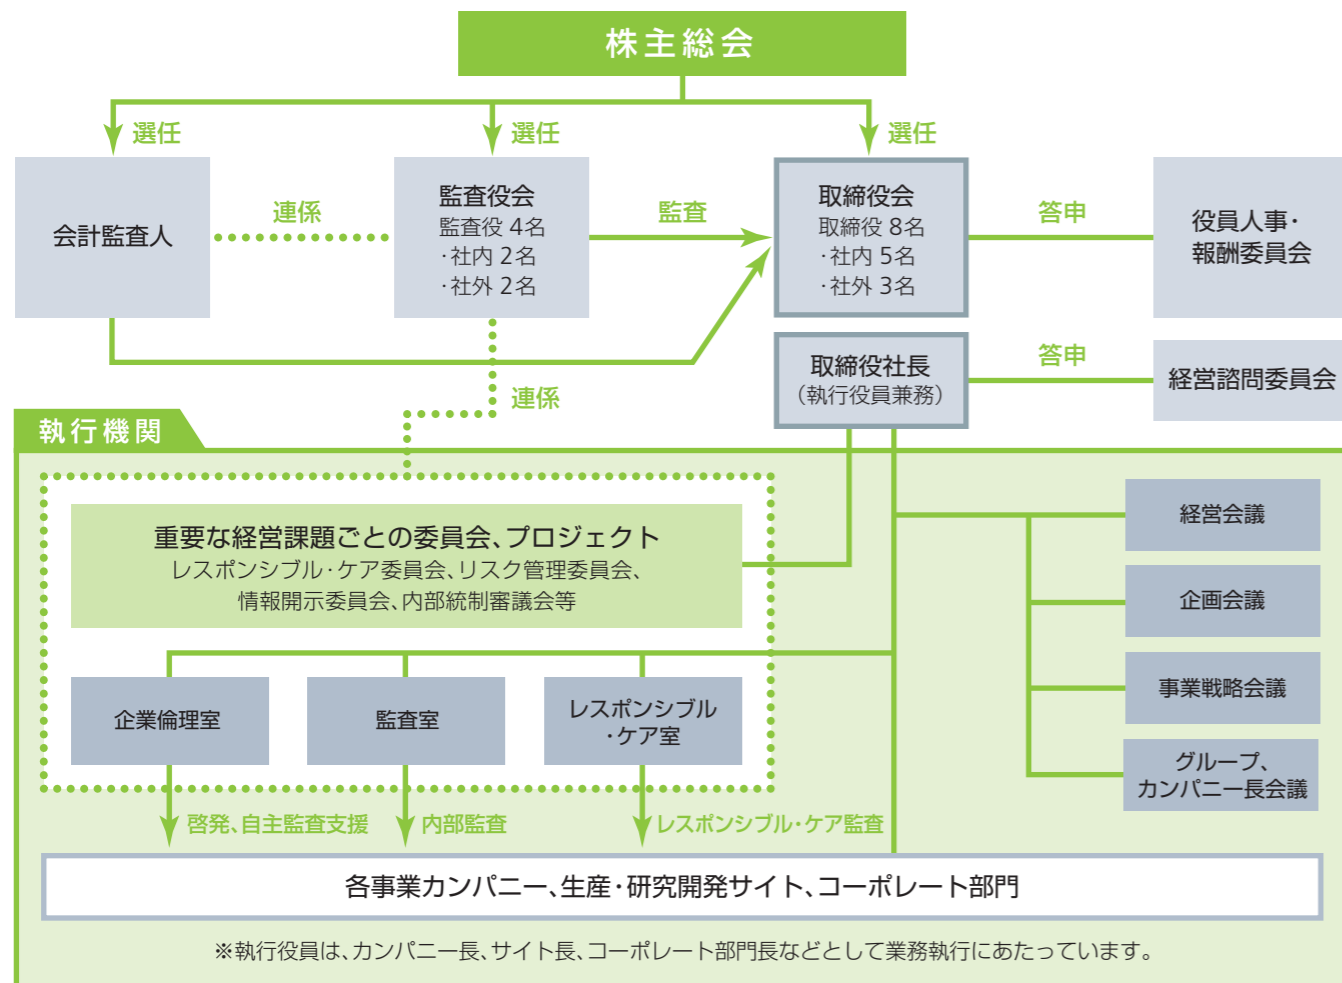 株主総会
選任
選任
選任
会計監査人
連係
監査役会
監査役 4名
・社内 2名
・社外 2名
監査
取締役会
取締役 8名
・社内 5名
・社外 3名
答申
役員人事・
報酬委員会
取締役社長
（執行役員兼務）
答申
経営諮問委員会
連係
執行機関
重要な経営課題ごとの委員会、プロジェクト
レスポンシブル・ケア委員会、リスク管理委員会、
情報開示委員会、内部統制審議会等
経営会議
企画会議
事業戦略会議
グループ、
カンパニー長会議
企業倫理室
監査室
レスポンシブル
・ケア室
啓発、自主監査支援
内部監査
レスポンシブル・ケア監査
各事業カンパニー、生産・研究開発サイト、コーポレート部門
※執行役員は、カンパニー長、サイト長、コーポレート部門長などとして業務執行にあたっています。